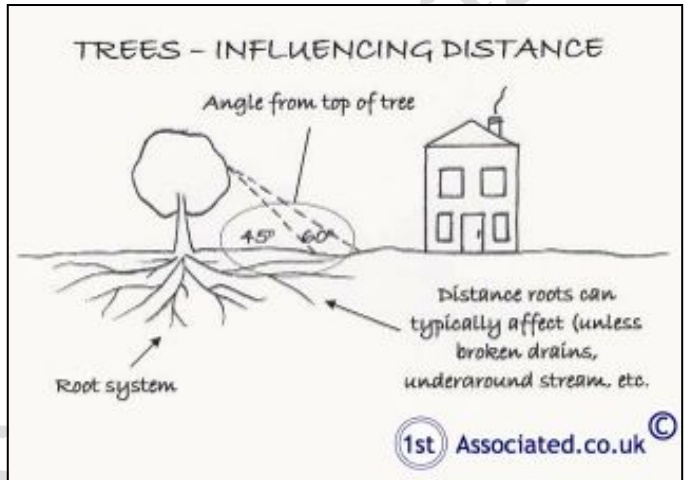 TREES – INFLUENCING DISTANCE
Angle from top of tree
45° 60°
Distance roots can
typically affect (unless
broken drains,
underaround stream, etc.
Root system
1st Associated.co.uk ©